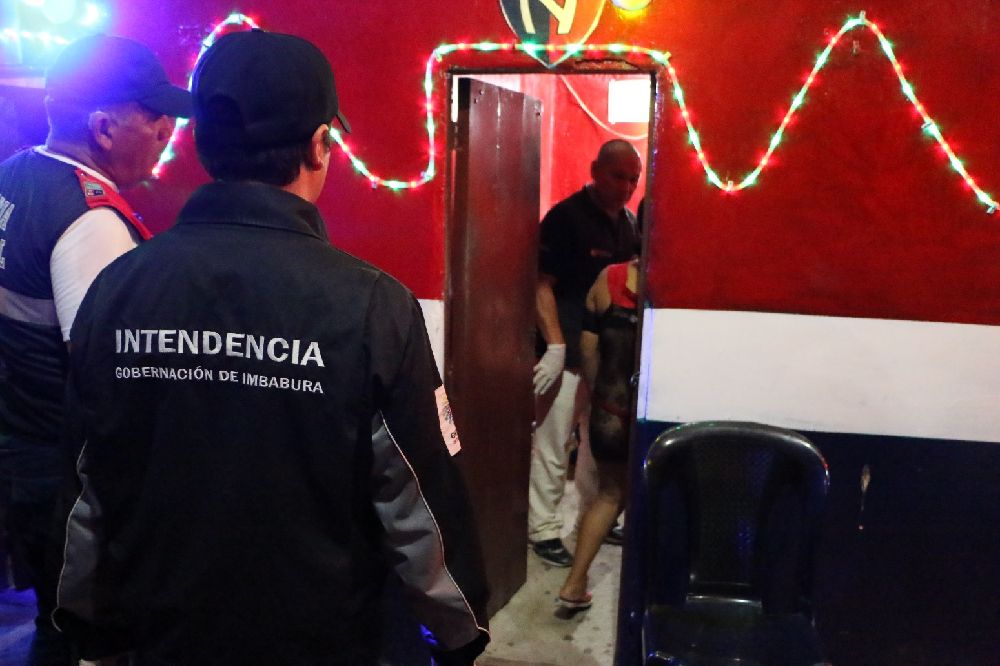 INTENDENCIA
GOBERNACIÓN DE IMBABURA